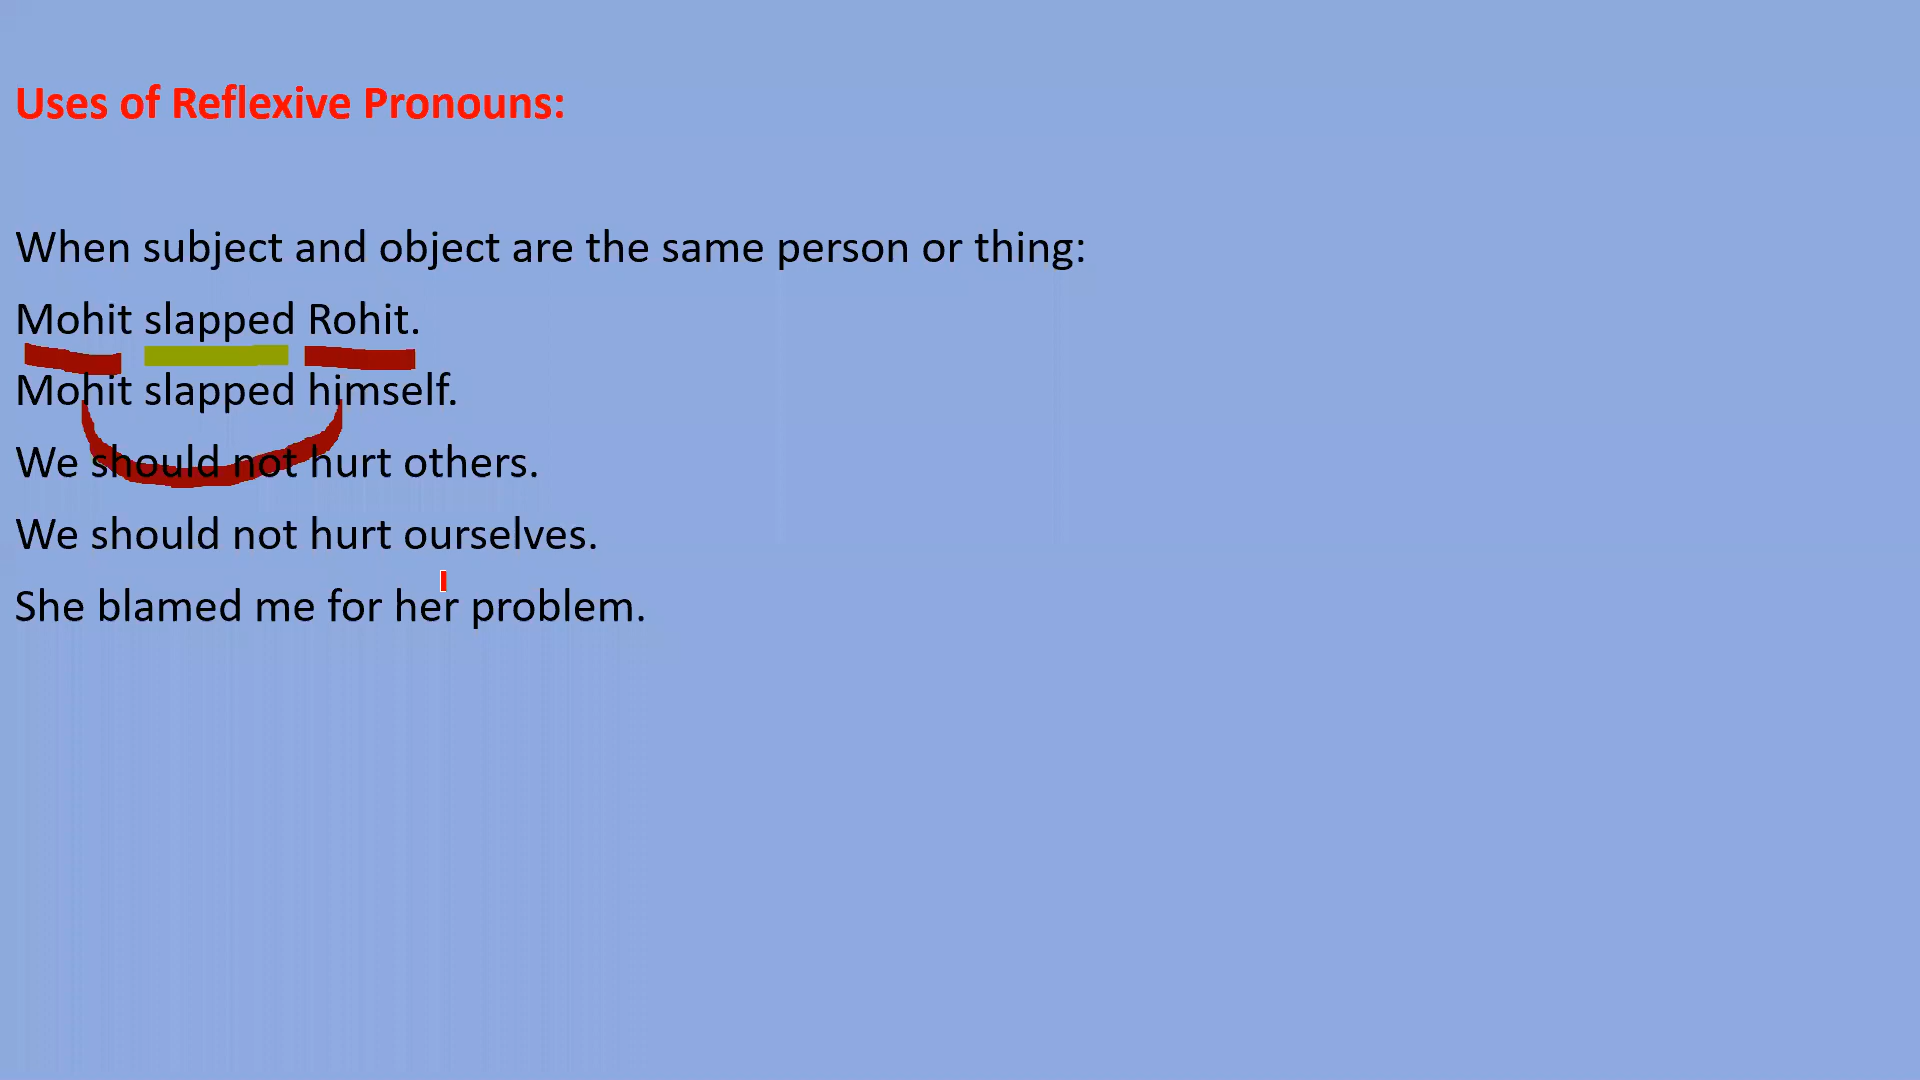 Uses of Reflexive Pronouns:
When subject and object are the same person or thing:
Mohit slapped Rohit.
Mohit slapped himself.
We should not hurt others.
We should not hurt ourselves.
She blamed me for her problem.